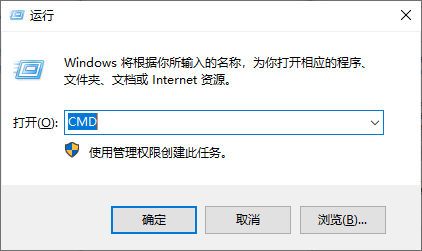 运行
Windows 将根据你所输入的名称，为你打开相应的程序、
文件夹、文档或 Internet 资源。
打开(O): CMD
使用管理权限创建此任务。
确定 取消 浏览(B)...